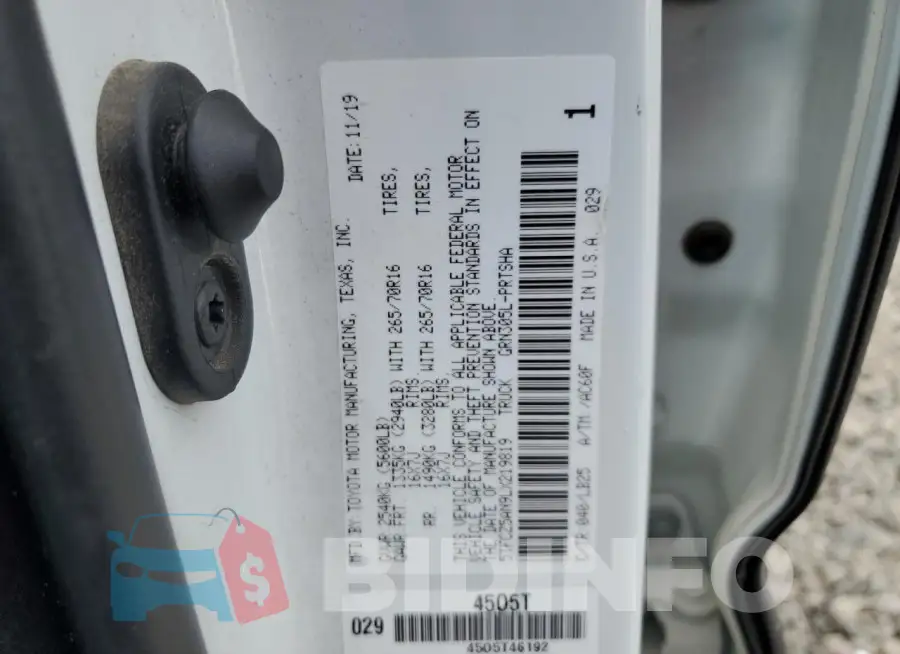 MFD BY TOYOTA MOTOR MANUFACTURING, TEXAS, INC. DATE: 11/19
GVWR 2540KG (5600LB)
GAWR FRT 1335KG (2940LB) WITH 265/70R16 TIRES,
16X7J RIMS
RR. 1490KG (3280LB) WITH 265/70R16 TIRES,
16X7J RIMS
THIS VEHICLE CONFORMS TO ALL APPLICABLE FEDERAL MOTOR
VEHICLE SAFETY AND THEFT PREVENTION STANDARDS IN EFFECT ON
THE DATE OF MANUFACTURE SHOWN ABOVE.
TRUCK GRN305L-PRTSHA
C/TR 040/LB25 A/TM /AC60F MADE IN U.S.A. 029
1
4505T
029
4505T46192
BIDINFO